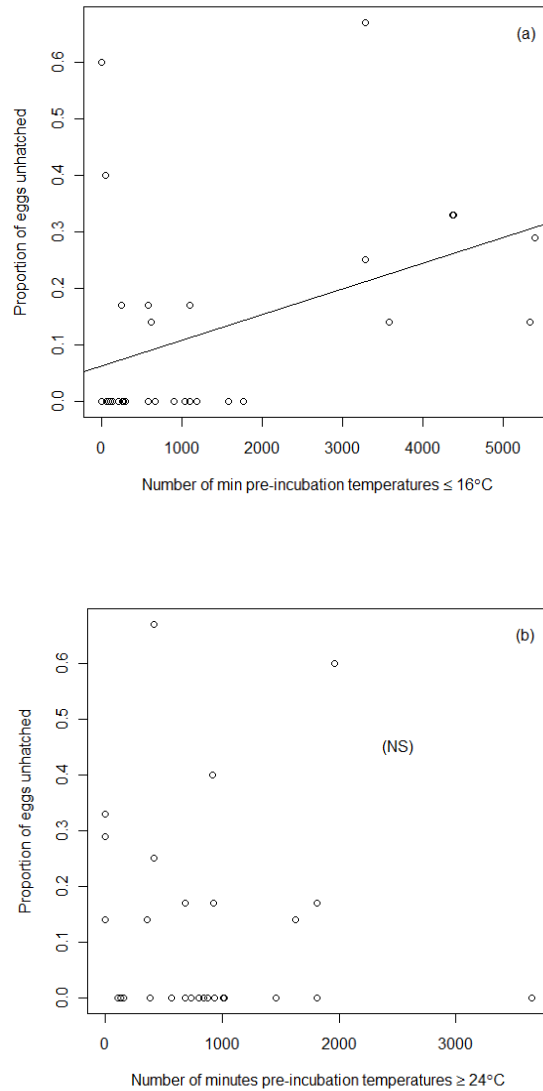 (a)
Proportion of eggs unhatched
0.0 0.1 0.2 0.3 0.4 0.5 0.6
0 1000 2000 3000 4000 5000
Number of min pre-incubation temperatures ≤ 16°C
(b)
(NS)
Proportion of eggs unhatched
0.0 0.1 0.2 0.3 0.4 0.5 0.6
0 1000 2000 3000
Number of minutes pre-incubation temperatures ≥ 24°C